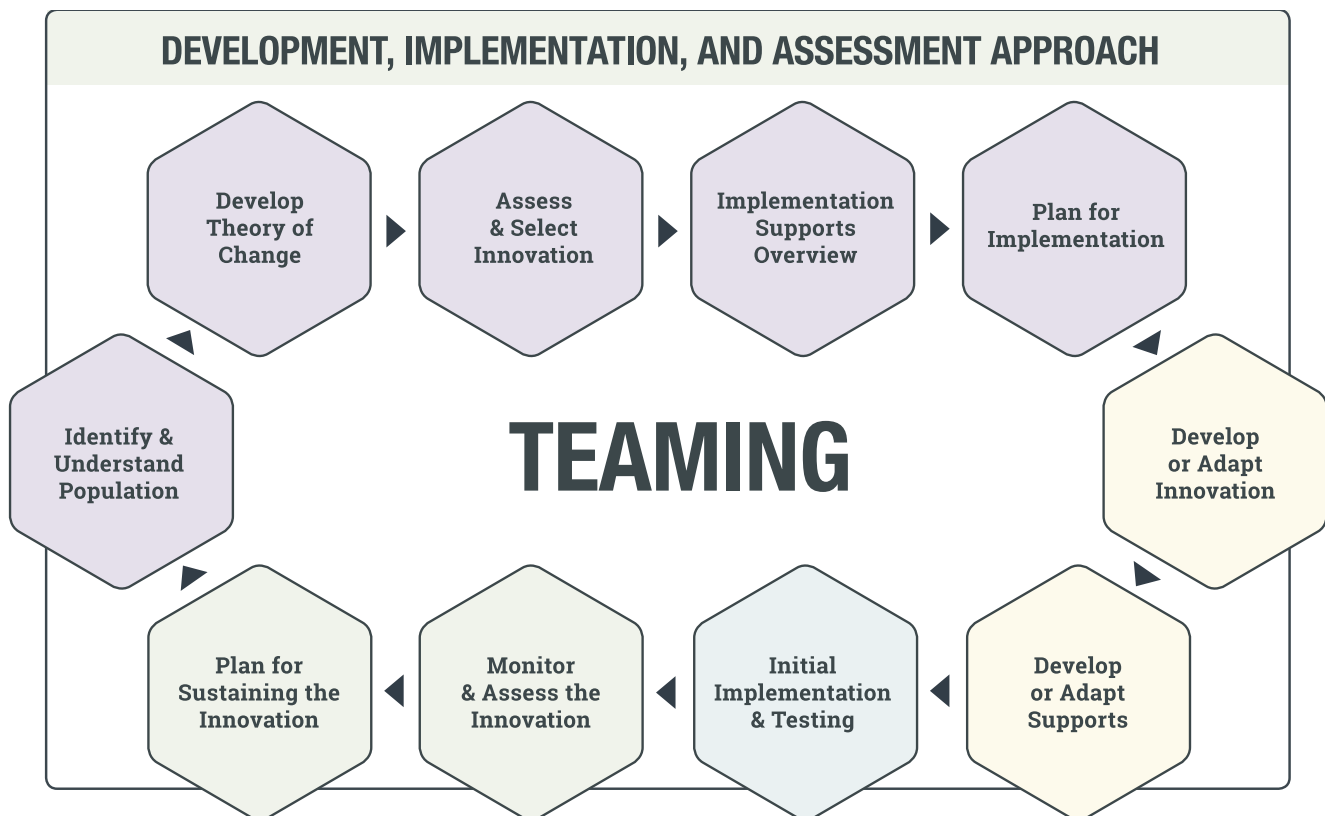 DEVELOPMENT, IMPLEMENTATION, AND ASSESSMENT APPROACH
Develop
Theory of
Change
Assess
& Select
Innovation
Implementation
Supports
Overview
Plan for
Implementation
Identify &
Understand
Population
TEAMING
Develop
or Adapt
Innovation
Plan for
Sustaining the
Innovation
Monitor
& Assess the
Innovation
Initial
Implementation
& Testing
Develop
or Adapt
Supports